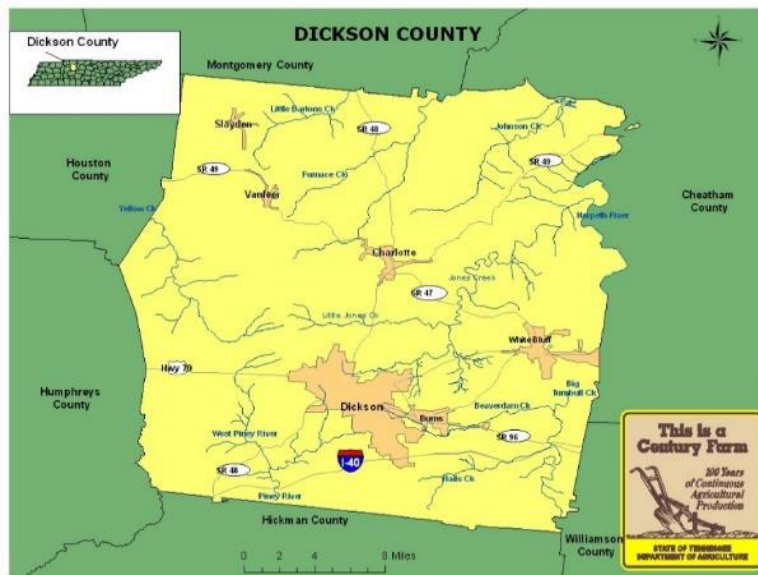 DICKSON COUNTY
Dickson County
Montgomery County
Little Bartons Ck
Slayden
SR 48
Johnson Ck
SR 49
Houston
County
SR 49
Furnace Ck
Vanleer
Cheatham
County
Yellow Ck
Harpeth River
Charlotte
Jones Creek
SR 47
Little Jones Ck
White Bluff
Hwy 70
Humphreys
County
Big
Turnbull Ck
Dickson
Beaverdam Ck
Burns
West Piney River
SR 96
This is a
Century Farm
100 Years
of Continuous
Agricultural
Production
I-40
SR 48
Piney River
Hickman County
Williamson
County
STATE OF TENNESSEE
DEPARTMENT OF AGRICULTURE
0 2 4 8 Miles